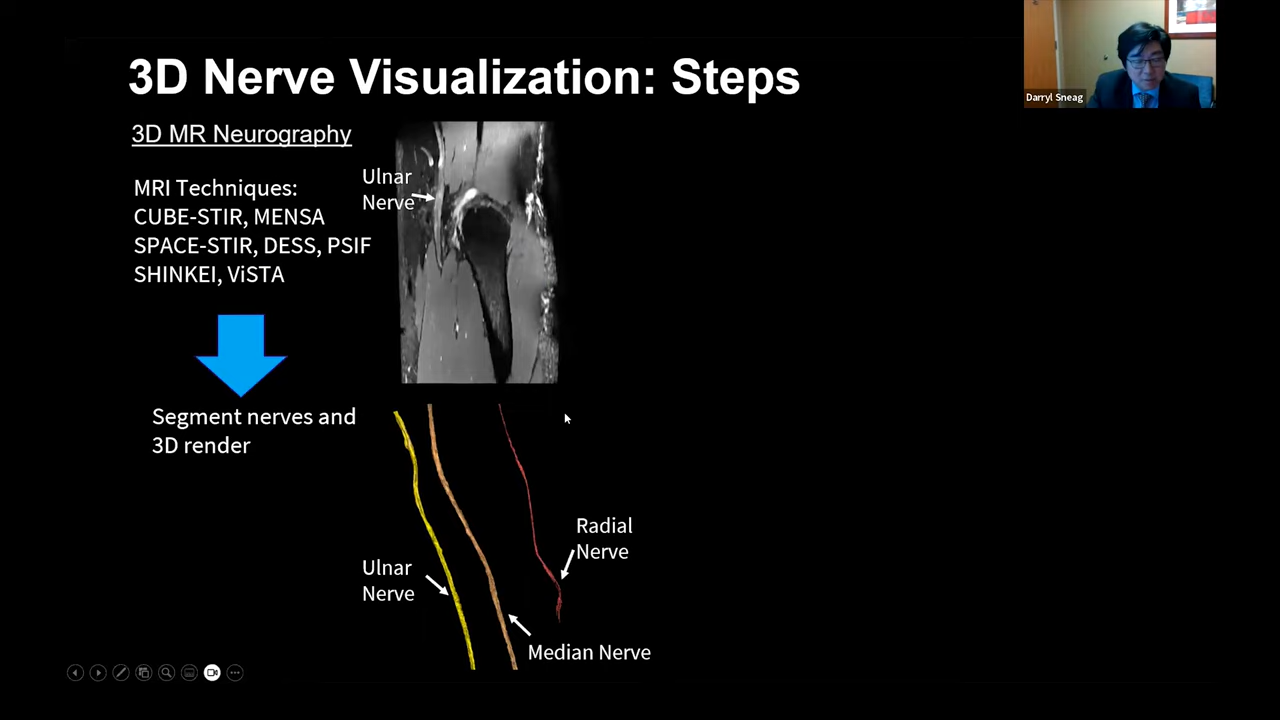 3D Nerve Visualization: Steps
Darryl Sneag
3D MR Neurography
MRI Techniques:
CUBE-STIR, MENSA
SPACE-STIR, DESS, PSIF
SHINKEI, ViSTA
Ulnar
Nerve
Segment nerves and
3D render
Ulnar
Nerve
Radial
Nerve
Median Nerve